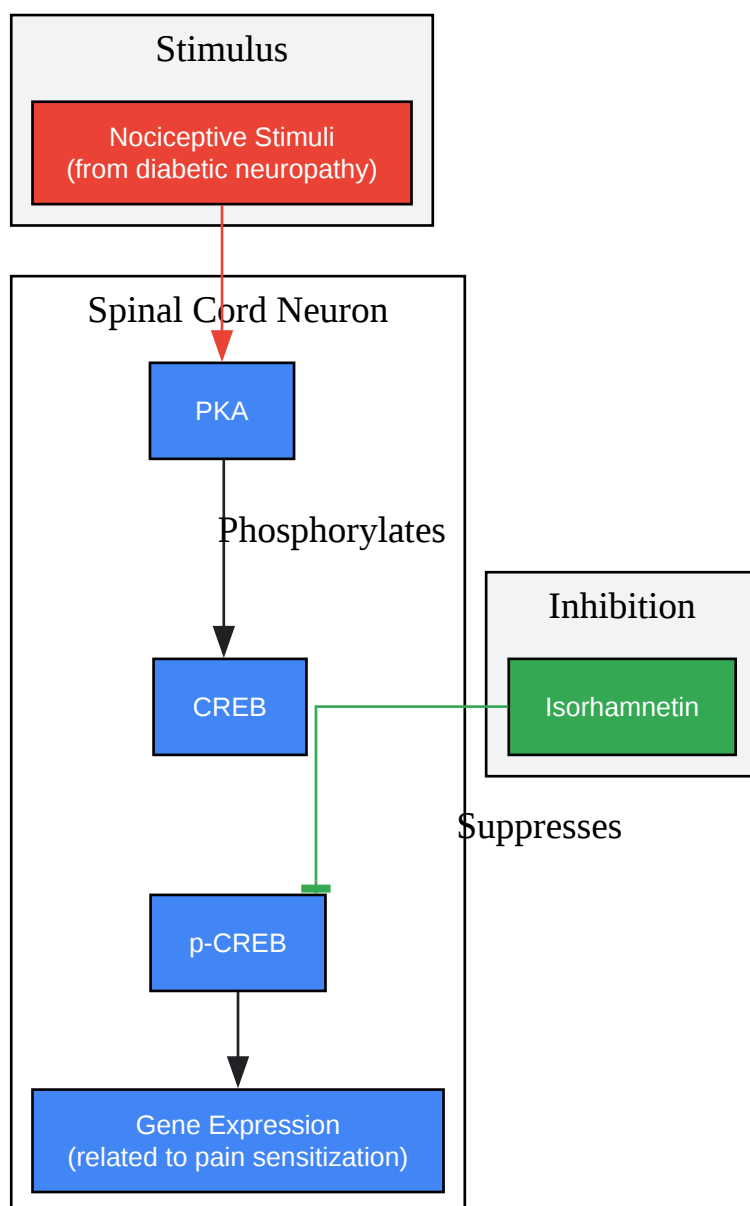 Stimulus
Nociceptive Stimuli
(from diabetic neuropathy)
Spinal Cord Neuron
PKA
Phosphorylates
Inhibition
CREB
Isorhamnetin
Suppresses
p-CREB
Gene Expression
(related to pain sensitization)